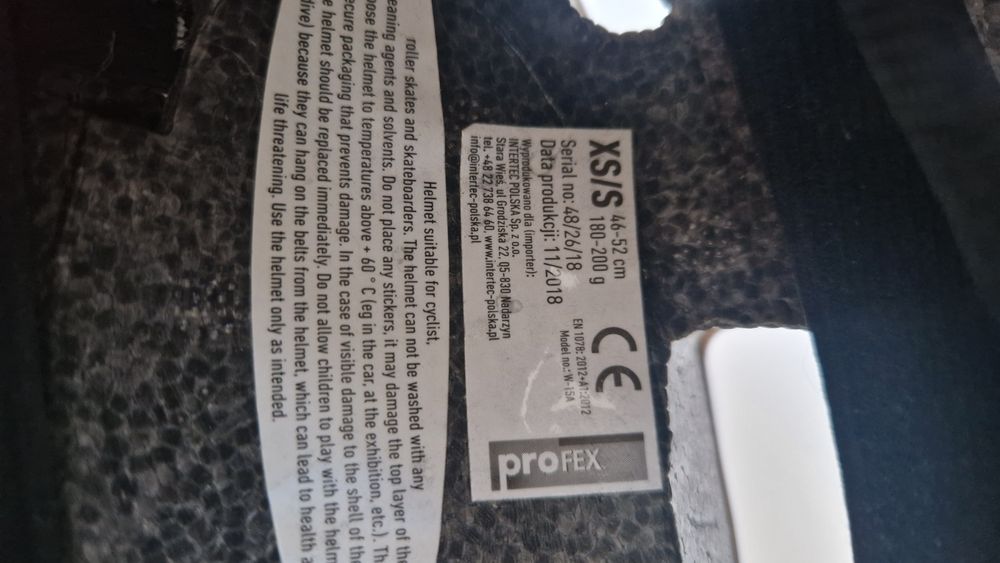 XS/S 46-52 cm
180-200 g
Serial no: 48/26/18
Data produkcji: 11/2018
Wyprodukowano dla (importer):
INTERTEC POLSKA Sp. z o.o.
Stara Wieś, ul Grodziska 22, 05-830 Nadarzyn
tel. +48 22 738 64 60, www.intertec-polska.pl
info@intertec-polska.pl
CE
EN 1078: 2012+A1:2012
Model no.: W-15A
proFEX
Helmet suitable for cyclist,
roller skates and skateboarders. The helmet can not be washed with any
eaning agents and solvents. Do not place any stickers, it may damage the top layer of the
pose the helmet to temperatures above + 60 ° C (eg in the car, at the exhibition, etc.). Th
ecure packaging that prevents damage. In the case of visible damage to the shell of the
e helmet should be replaced immediately. Do not allow children to play with the helm
dive) because they can hang on the belts from the helmet, which can lead to health a
life threatening. Use the helmet only as intended.